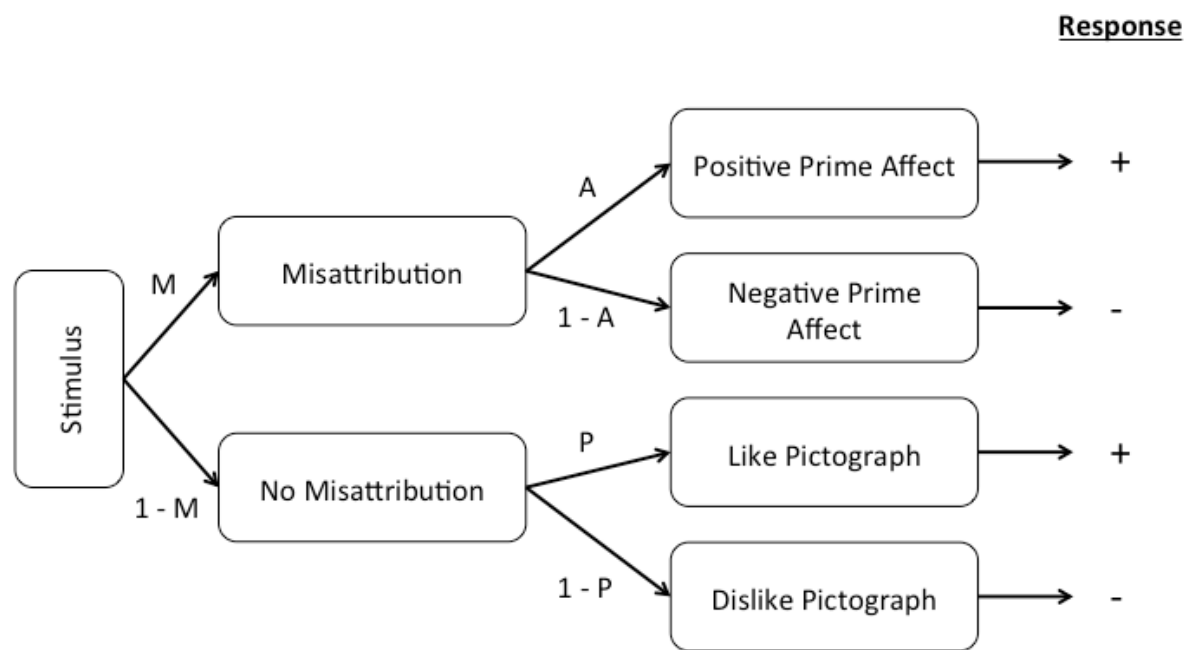 Response
Positive Prime Affect
+
A
M
Misattribution
1 - A
Negative Prime
Affect
-
Stimulus
P
Like Pictograph
+
No Misattribution
1 - M
1 - P
Dislike Pictograph
-